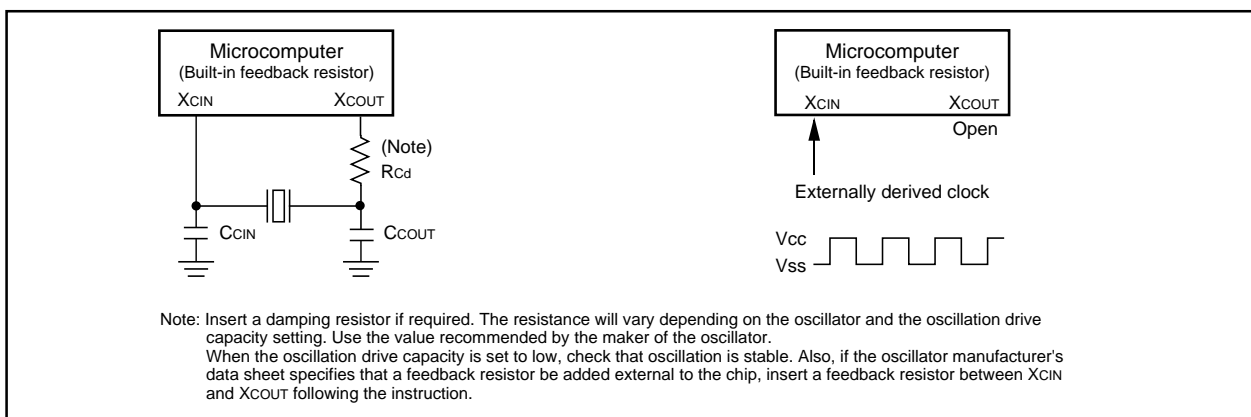 Microcomputer
(Built-in feedback resistor)
XCIN XCOUT
(Note)
RCd
CCIN CCOUT
Microcomputer
(Built-in feedback resistor)
XCIN XCOUT
Open
Externally derived clock
Vcc
Vss
Note: Insert a damping resistor if required. The resistance will vary depending on the oscillator and the oscillation drive
capacity setting. Use the value recommended by the maker of the oscillator.
When the oscillation drive capacity is set to low, check that oscillation is stable. Also, if the oscillator manufacturer's
data sheet specifies that a feedback resistor be added external to the chip, insert a feedback resistor between XCIN
and XCOUT following the instruction.